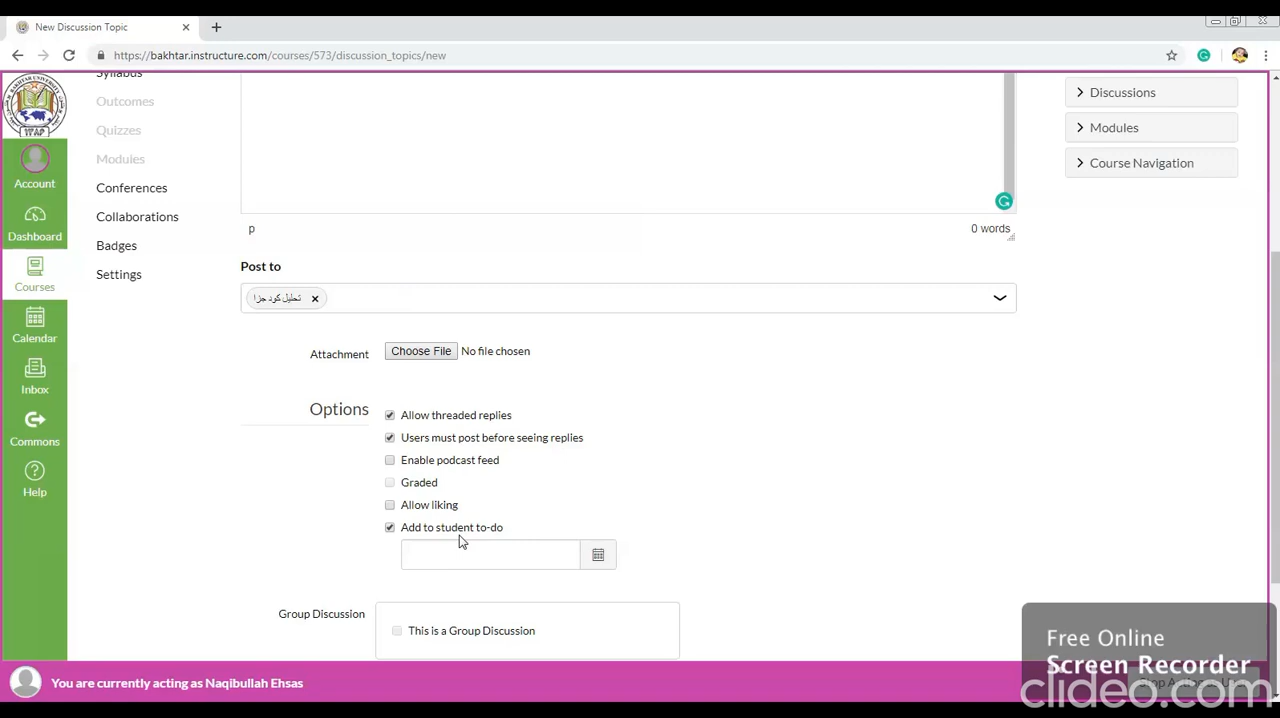 New Discussion Topic
https://bakhtar.instructure.com/courses/573/discussion_topics/new
Syllabus
Outcomes
Quizzes
Modules
Conferences
Collaborations
Badges
Settings
Account
Dashboard
Courses
Calendar
Inbox
Commons
Help
p
0 words
Post to
تحلیل کود جزا
Attachment
Choose File No file chosen
Options
Allow threaded replies
Users must post before seeing replies
Enable podcast feed
Graded
Allow liking
Add to student to-do
Group Discussion
This is a Group Discussion
Discussions
Modules
Course Navigation
You are currently acting as Naqibullah Ehsas
Free Online
Screen Recorder
clideo.com